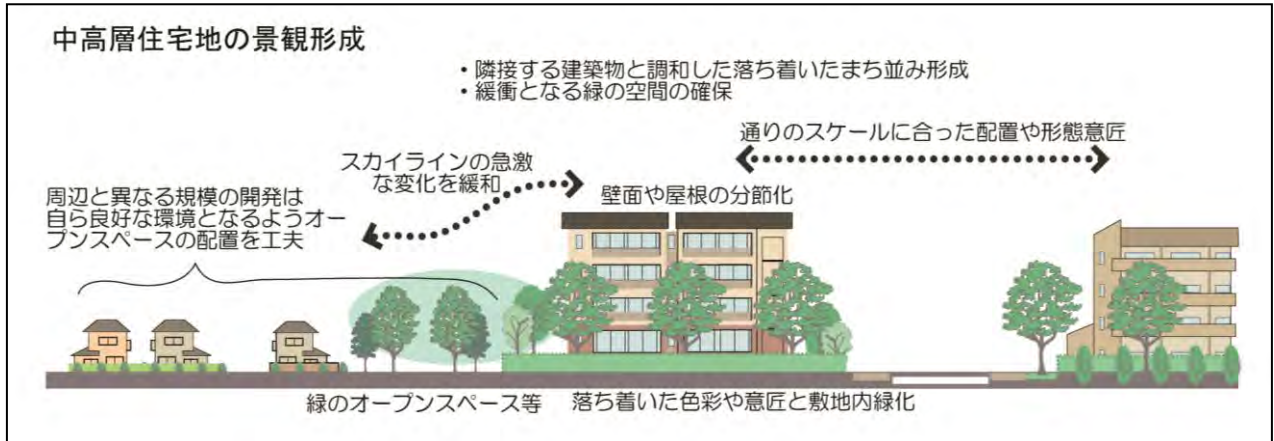 中高層住宅地の景観形成
・隣接する建築物と調和した落ち着いたまち並み形成
・緩衝となる緑の空間の確保
通りのスケールに合った配置や形態意匠
スカイラインの急激
な変化を緩和
壁面や屋根の分節化
周辺と異なる規模の開発は
自ら良好な環境となるようオー
プンスペースの配置を工夫
緑のオープンスペース等
落ち着いた色彩や意匠と敷地内緑化